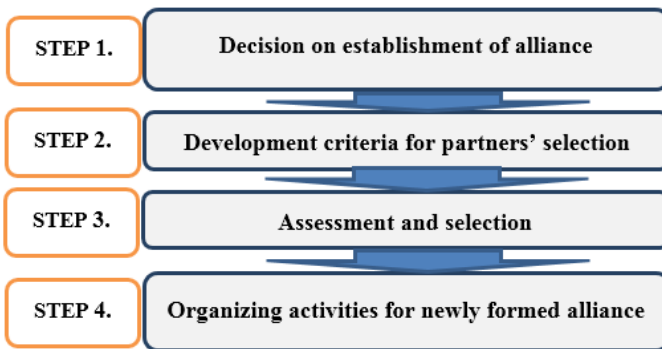 STEP 1.
Decision on establishment of alliance
STEP 2.
Development criteria for partners’ selection
STEP 3.
Assessment and selection
STEP 4.
Organizing activities for newly formed alliance